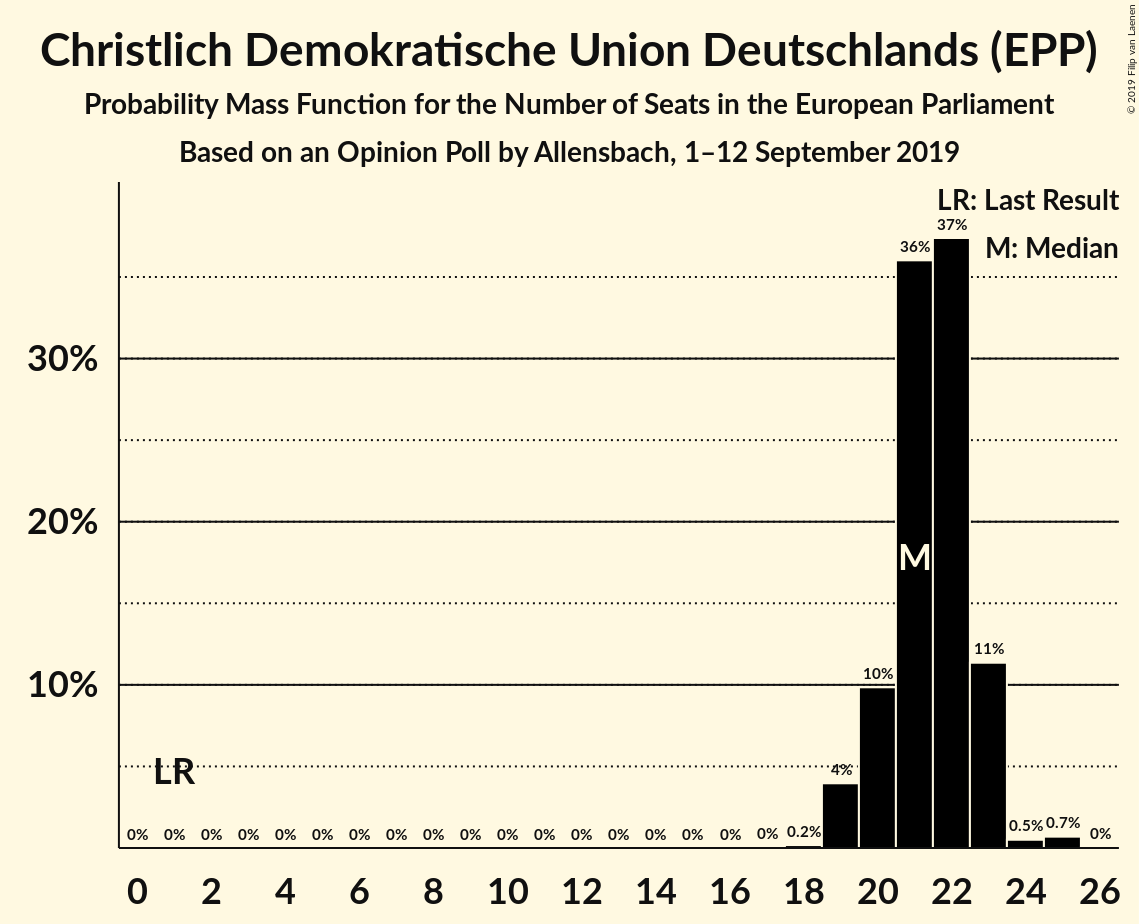 Christlich Demokratische Union Deutschlands (EPP)
Probability Mass Function for the Number of Seats in the European Parliament
Based on an Opinion Poll by Allensbach, 1–12 September 2019
© 2019 Filip van Laenen
LR: Last Result
M: Median
37%
36%
30%
20%
M
11%
10%
10%
LR
4%
0% 0% 0% 0% 0% 0% 0% 0% 0% 0% 0% 0% 0% 0% 0% 0% 0% 0% 0.2% 0.5% 0.7% 0%
0 2 4 6 8 10 12 14 16 18 20 22 24 26